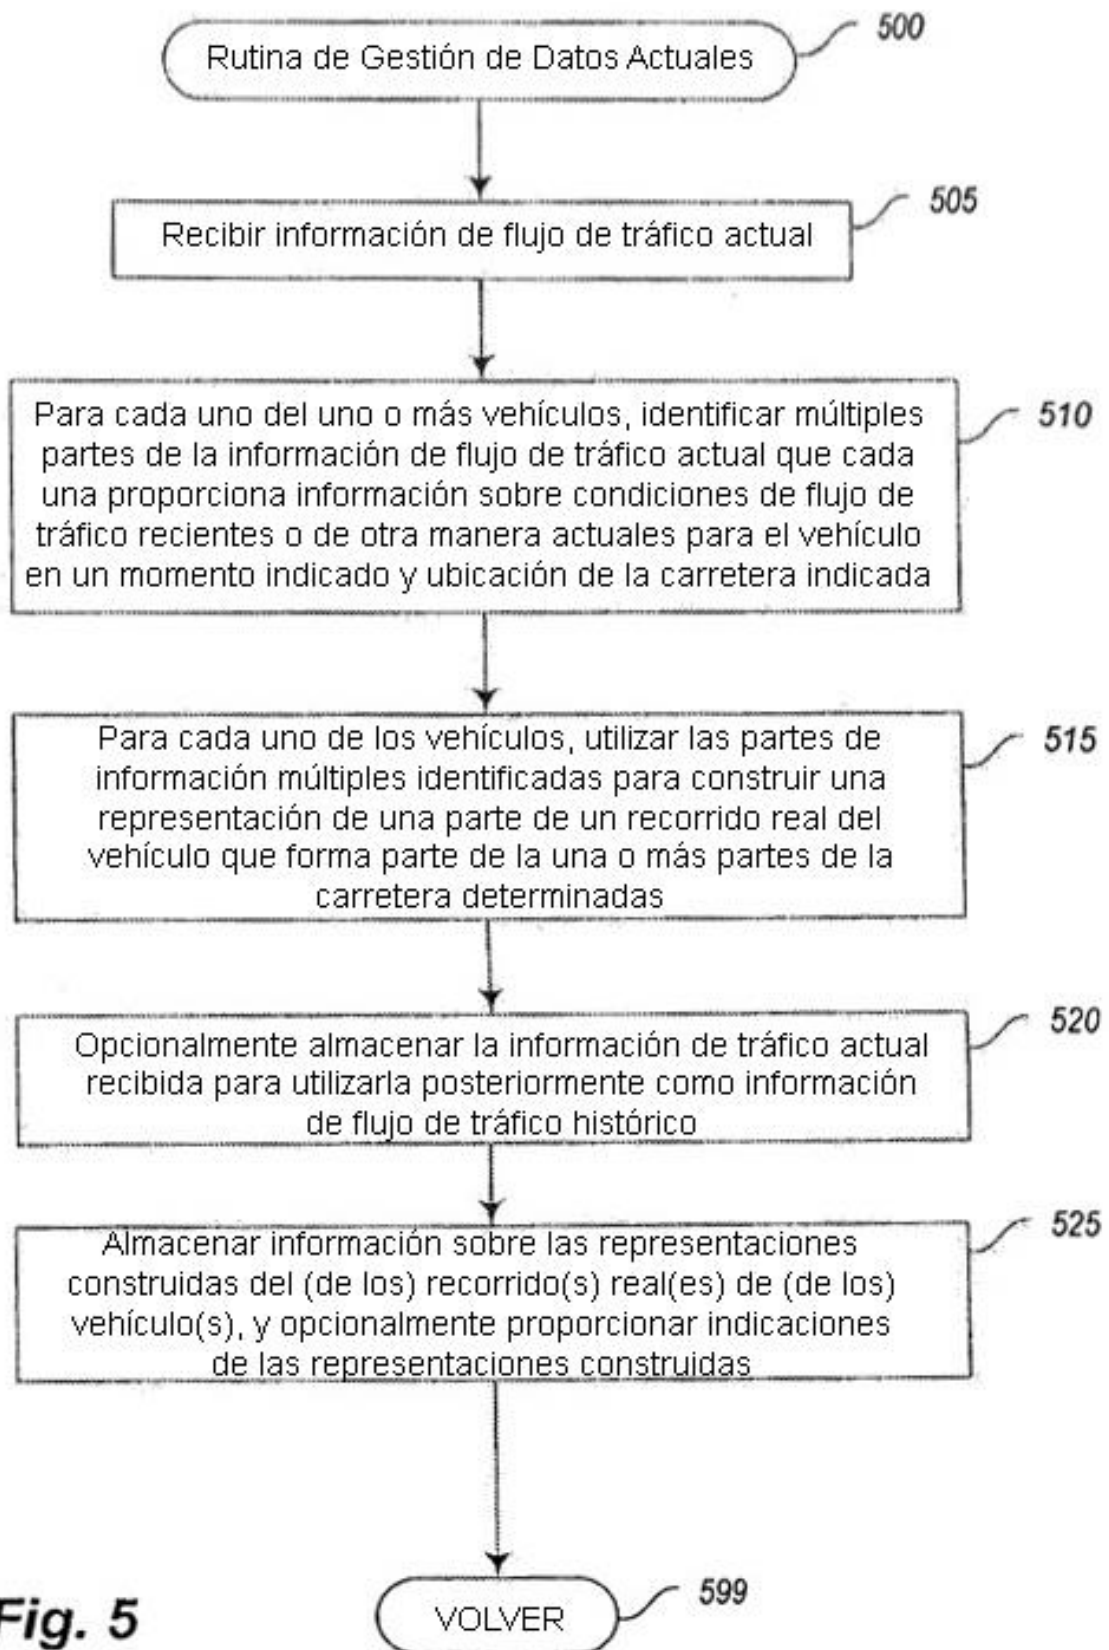 500
Rutina de Gestión de Datos Actuales
505
Recibir información de flujo de tráfico actual
510
Para cada uno del uno o más vehículos, identificar múltiples
partes de la información de flujo de tráfico actual que cada
una proporciona información sobre condiciones de flujo de
tráfico recientes o de otra manera actuales para el vehículo
en un momento indicado y ubicación de la carretera indicada
515
Para cada uno de los vehículos, utilizar las partes de
información múltiples identificadas para construir una
representación de una parte de un recorrido real del
vehículo que forma parte de la una o más partes de la
carretera determinadas
520
Opcionalmente almacenar la información de tráfico actual
recibida para utilizarla posteriormente como información
de flujo de tráfico histórico
525
Almacenar información sobre las representaciones
construidas del (de los) recorrido(s) real(es) de (de los)
vehículo(s), y opcionalmente proporcionar indicaciones
de las representaciones construidas
599
VOLVER
Fig. 5